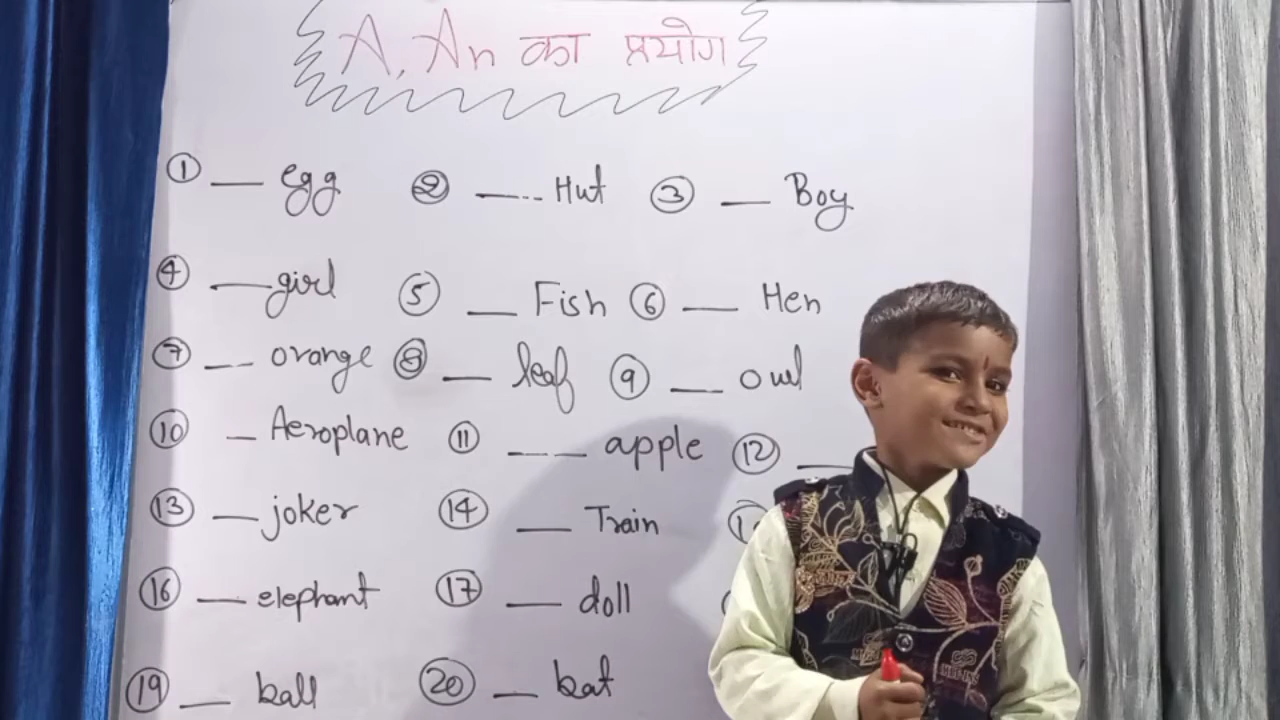 A, An का प्रयोग
① __ egg ② __ Hut ③ __ Boy
④ __ girl ⑤ __ Fish ⑥ __ Hen
⑦ __ orange ⑧ __ leaf ⑨ __ owl
⑩ __ Aeroplane ⑪ __ apple ⑫ __
⑬ __ joker ⑭ __ Train
⑯ __ elephant ⑰ __ doll
⑲ __ ball ⑳ __ bat